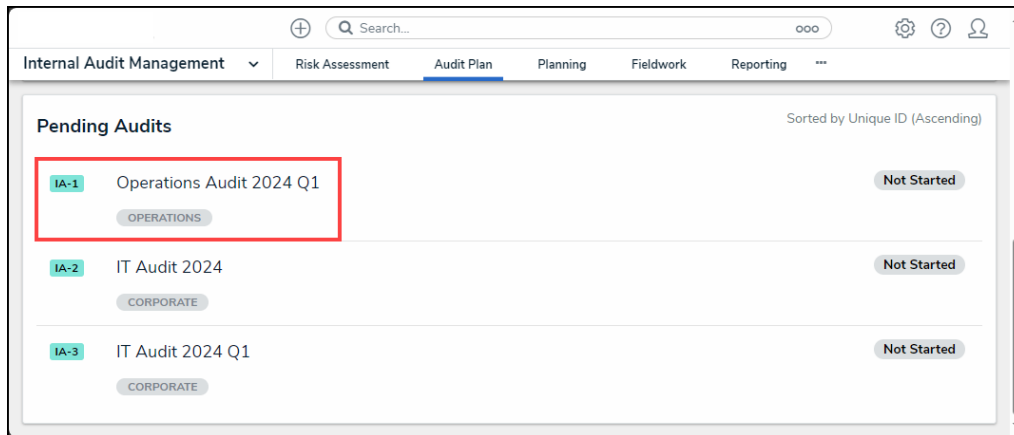 Search...
Internal Audit Management Risk Assessment Audit Plan Planning Fieldwork Reporting
Pending Audits Sorted by Unique ID (Ascending)
IA-1 Operations Audit 2024 Q1 Not Started
OPERATIONS
IA-2 IT Audit 2024 Not Started
CORPORATE
IA-3 IT Audit 2024 Q1 Not Started
CORPORATE